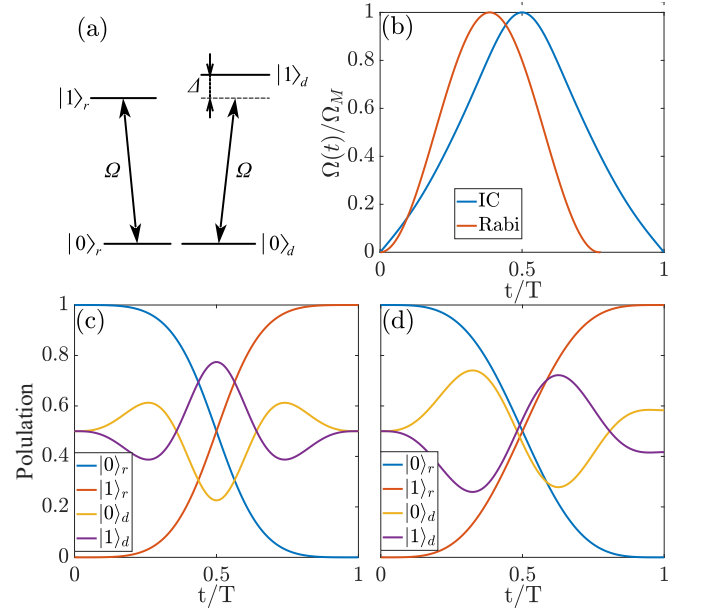 (a)
|1⟩r
|1⟩d
Δ
Ω
Ω
|0⟩r
|0⟩d
(b)
Ω(t)/Ω_M
1
0.8
0.6
0.4
0.2
0
IC
Rabi
0
0.5
1
t/T
(c)
Polulation
1
0.8
0.6
0.4
0.2
0
|0⟩r
|1⟩r
|0⟩d
|1⟩d
0
0.5
1
t/T
(d)
|0⟩r
|1⟩r
|0⟩d
|1⟩d
0
0.5
1
t/T